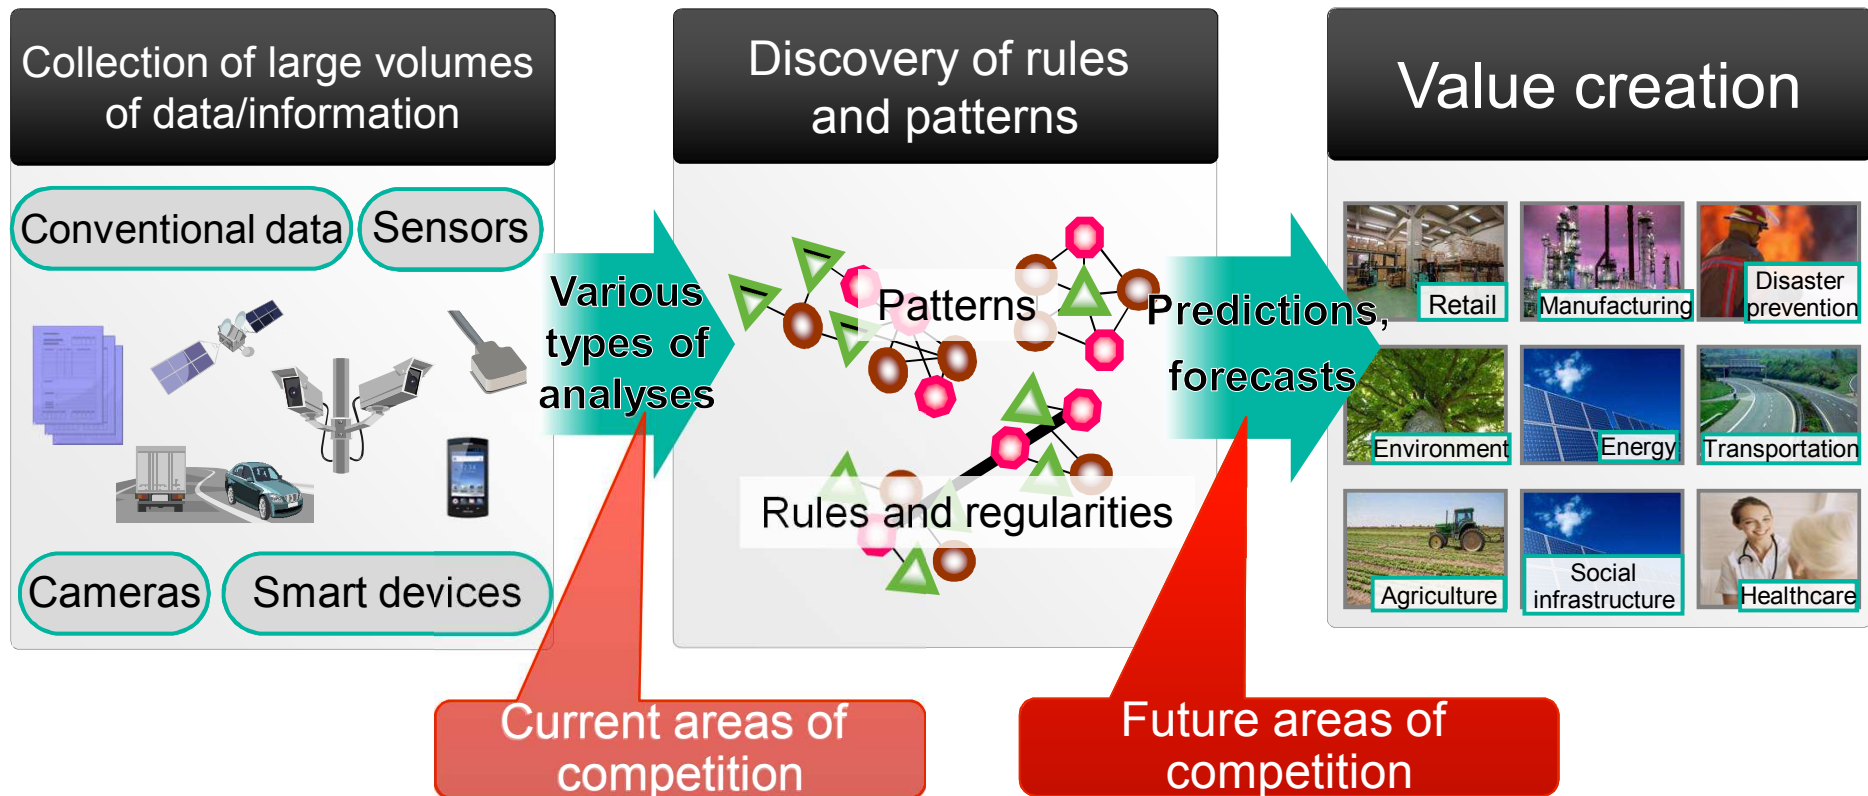 Collection of large volumes
of data/information
Conventional data
Sensors
Cameras
Smart devices
Various
types of
analyses
Current areas of
competition
Discovery of rules
and patterns
Patterns
Rules and regularities
Predictions,
forecasts
Future areas of
competition
Value creation
Retail
Manufacturing
Disaster
prevention
Environment
Energy
Transportation
Agriculture
Social
infrastructure
Healthcare